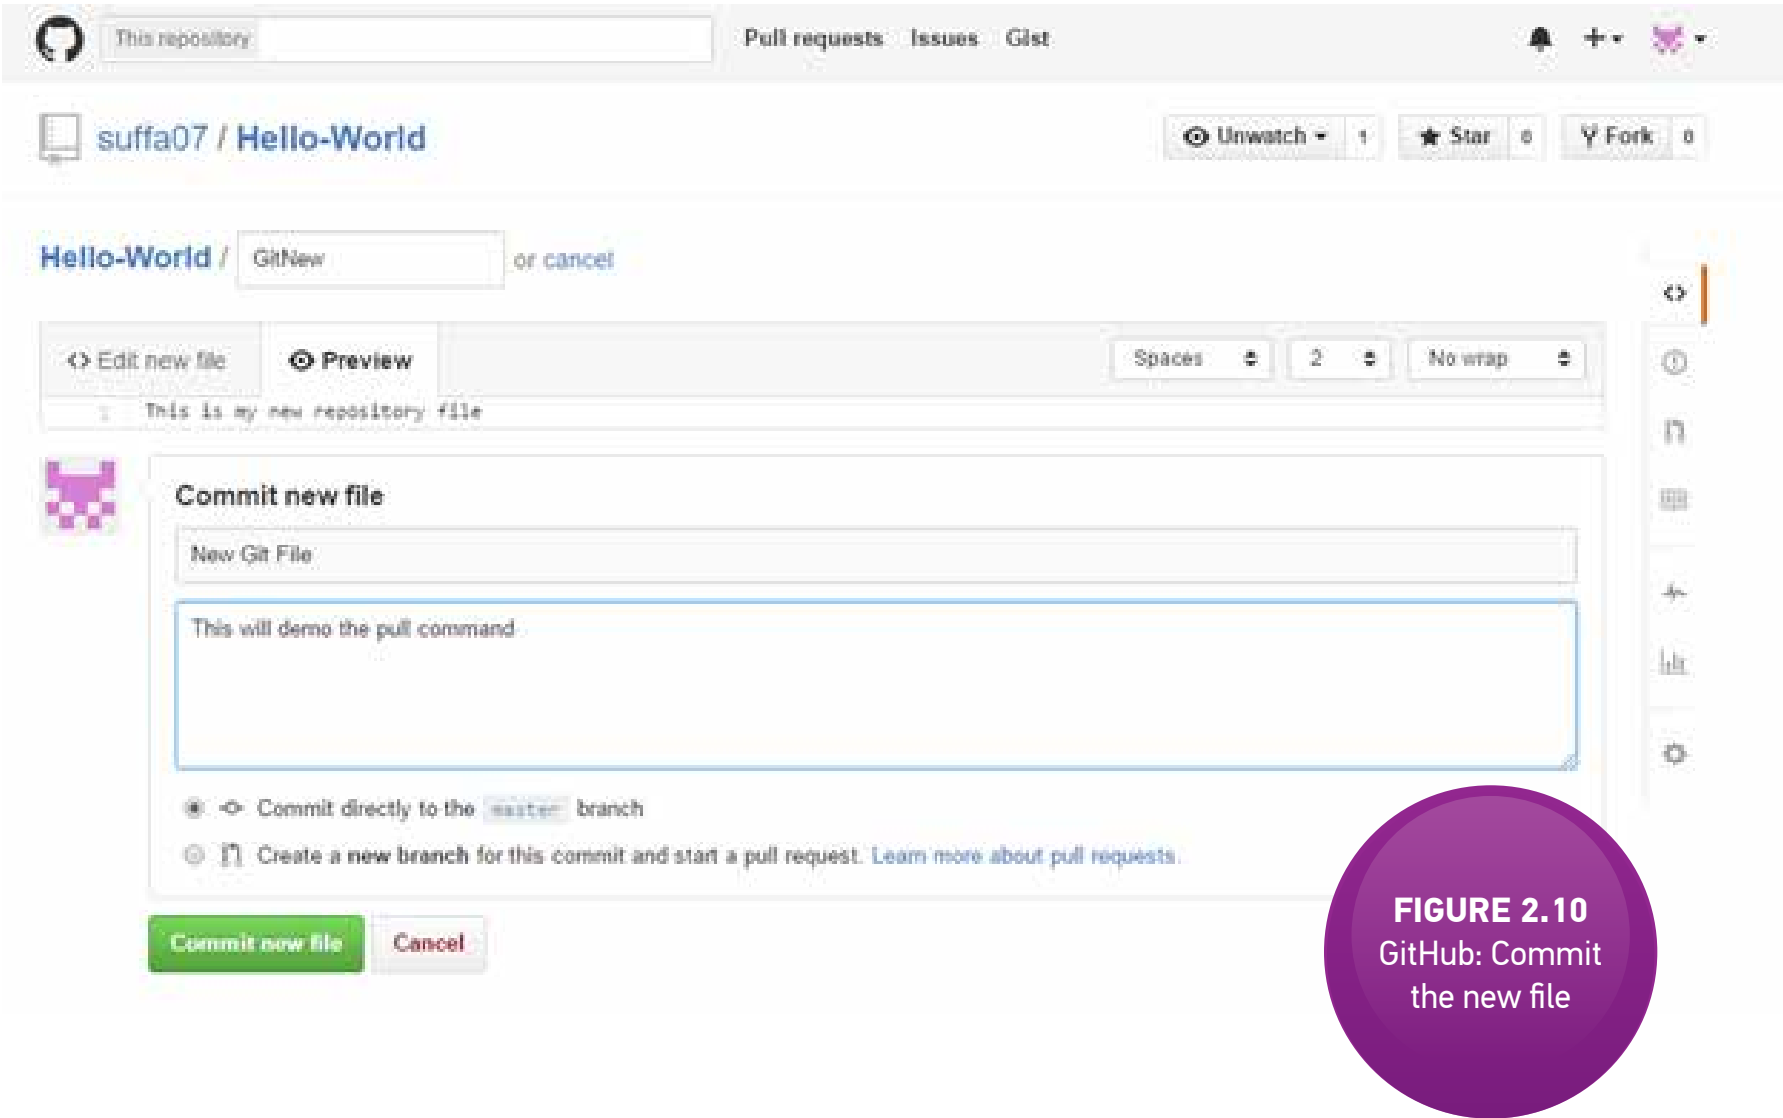 This repository
Pull requests Issues Gist
suffa07 / Hello-World
Unwatch 1 Star 0 Fork 0
Hello-World / GitNew or cancel
<> Edit new file Preview Spaces 2 No wrap
1 This is my new repository file
Commit new file
New Git File
This will demo the pull command
Commit directly to the master branch
Create a new branch for this commit and start a pull request. Learn more about pull requests.
Commit new file Cancel
FIGURE 2.10
GitHub: Commit
the new file